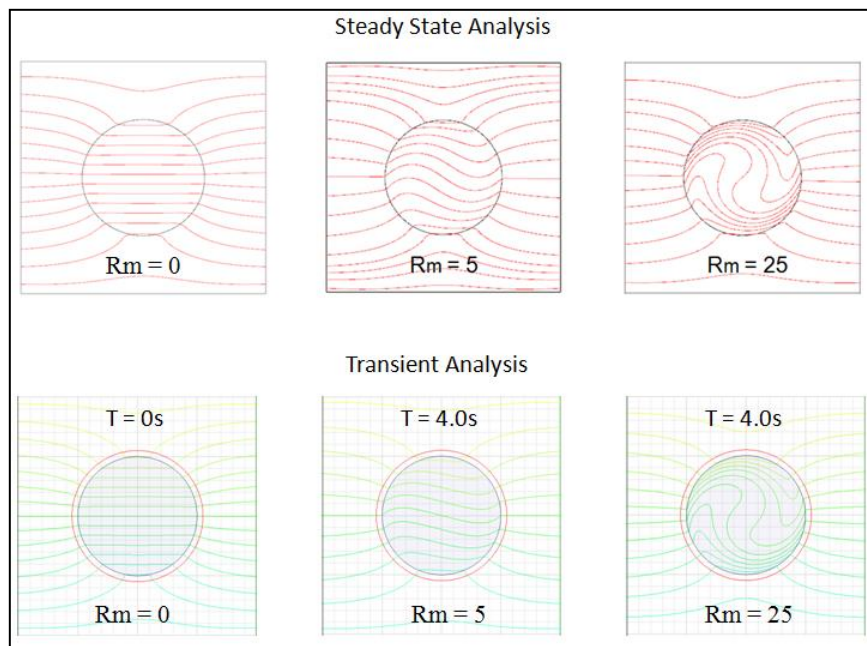 Steady State Analysis
Rm = 0
Rm = 5
Rm = 25
Transient Analysis
T = 0s
T = 4.0s
T = 4.0s
Rm = 0
Rm = 5
Rm = 25